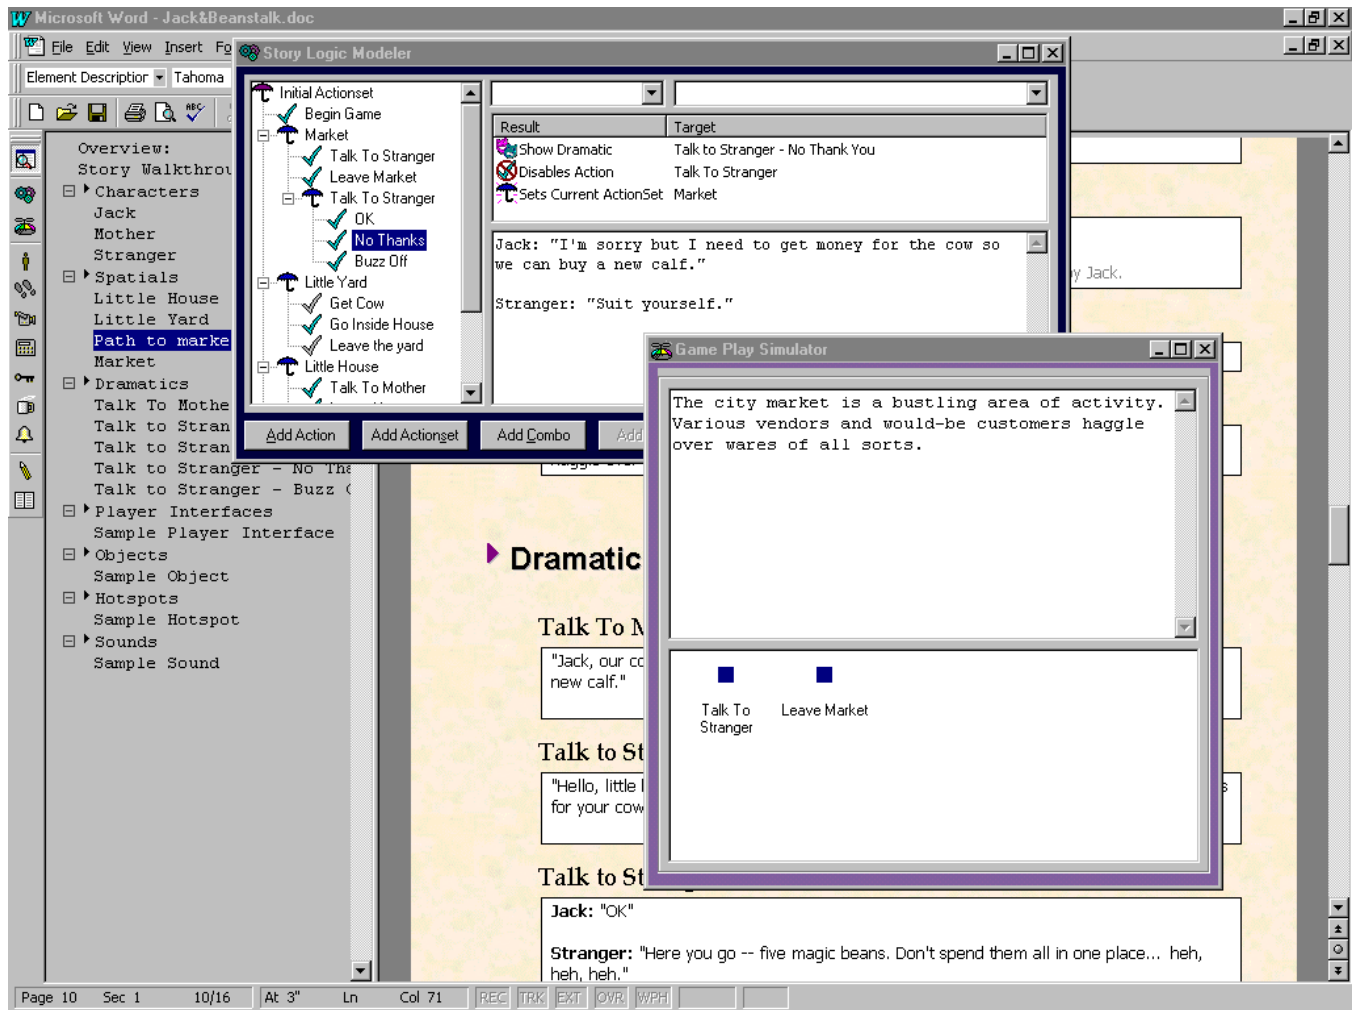 Microsoft Word - Jack&Beanstalk.doc
File Edit View Insert Fo
Element Description Tahoma
Overview:
Story Walkthrou
Characters
Jack
Mother
Stranger
Spatials
Little House
Little Yard
Path to marke
Market
Dramatics
Talk To Mothe
Talk to Stran
Talk to Stran
Talk to Stranger - No Tha
Talk to Stranger - Buzz
Player Interfaces
Sample Player Interface
Objects
Sample Object
Hotspots
Sample Hotspot
Sounds
Sample Sound
Story Logic Modeler
Initial Actionset
Begin Game
Market
Talk To Stranger
Leave Market
Talk To Stranger
OK
No Thanks
Buzz Off
Little Yard
Get Cow
Go Inside House
Leave the yard
Little House
Talk To Mother
Result Target
Show Dramatic Talk to Stranger - No Thank You
Disables Action Talk To Stranger
Sets Current ActionSet Market
Jack: "I'm sorry but I need to get money for the cow so
we can buy a new calf."
Stranger: "Suit yourself."
Add Action Add Actionset Add Combo Add
y Jack.
Game Play Simulator
The city market is a bustling area of activity.
Various vendors and would-be customers haggle
over wares of all sorts.
Talk To
Stranger
Leave Market
Dramatic
Talk To M
"Jack, our co
new calf."
Talk to St
"Hello, little
for your cow
s
Talk to St
Jack: "OK"
Stranger: "Here you go -- five magic beans. Don't spend them all in one place... heh,
heh, heh."
Page 10 Sec 1 10/16 At 3" Ln Col 71 REC TRK EXT OVR WPH